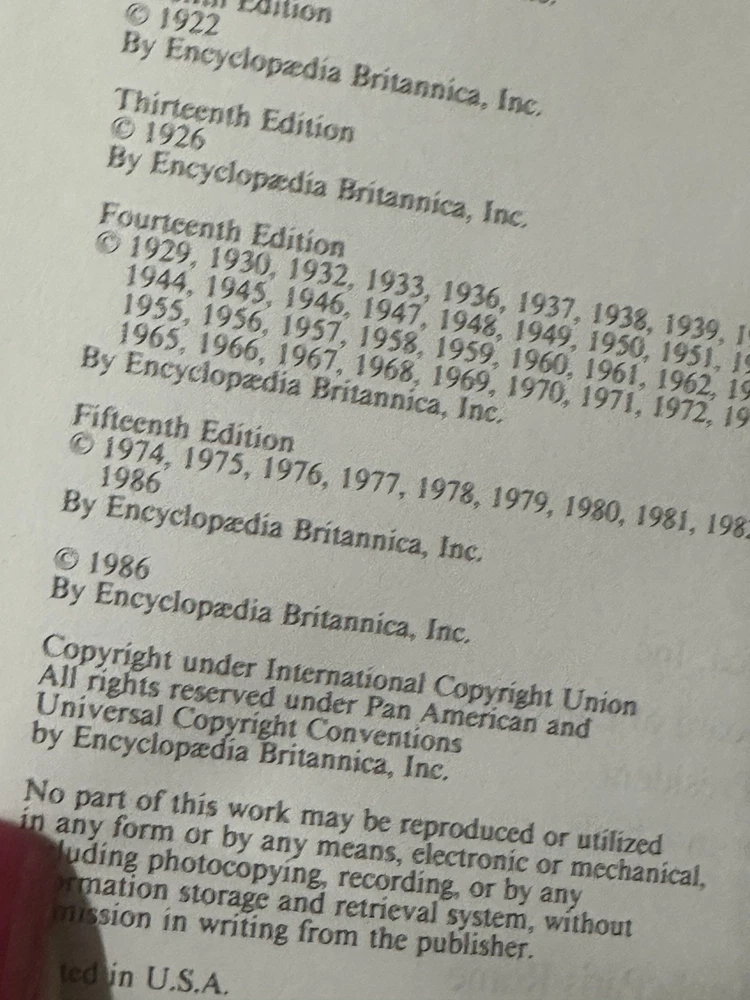 Edition
© 1922
By Encyclopædia Britannica, Inc.
Thirteenth Edition
© 1926
By Encyclopædia Britannica, Inc.
Fourteenth Edition
© 1929, 1930, 1932, 1933, 1936, 1937, 1938, 1939,
1944, 1945, 1946, 1947, 1948, 1949, 1950, 1951,
1955, 1956, 1957, 1958, 1959, 1960, 1961, 1962,
1965, 1966, 1967, 1968, 1969, 1970, 1971, 1972,
By Encyclopædia Britannica, Inc.
Fifteenth Edition
© 1974, 1975, 1976, 1977, 1978, 1979, 1980, 1981,
1986
By Encyclopædia Britannica, Inc.
© 1986
By Encyclopædia Britannica, Inc.
Copyright under International Copyright Union
All rights reserved under Pan American and
Universal Copyright Conventions
by Encyclopædia Britannica, Inc.
No part of this work may be reproduced or utilized
in any form or by any means, electronic or mechanical,
luding photocopying, recording, or by any
rmation storage and retrieval system, without
mission in writing from the publisher.
ted in U.S.A.